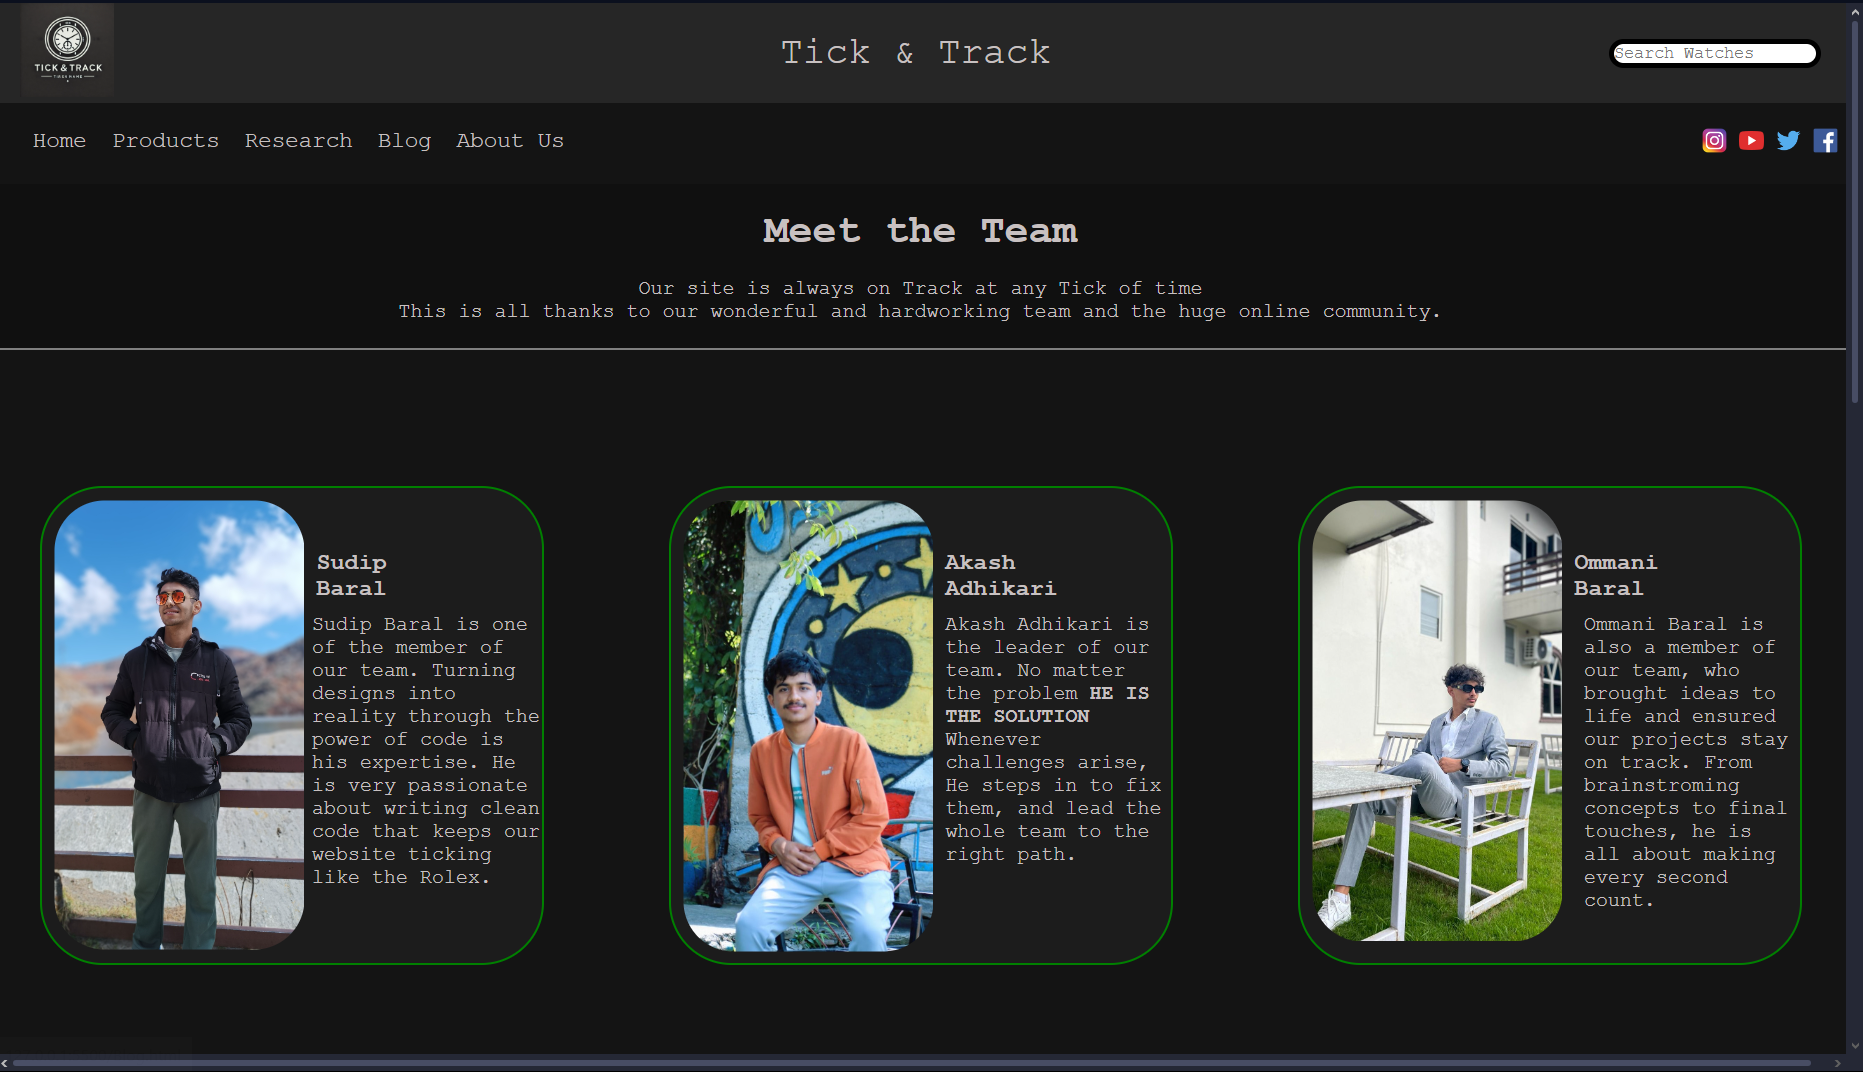 TICK & TRACK
Tick & Track
Search Watches
Home Products Research Blog About Us
Meet the Team
Our site is always on Track at any Tick of time
This is all thanks to our wonderful and hardworking team and the huge online community.
Sudip
Baral
Sudip Baral is one
of the member of
our team. Turning
designs into
reality through the
power of code is
his expertise. He
is very passionate
about writing clean
code that keeps our
website ticking
like the Rolex.
Akash
Adhikari
Akash Adhikari is
the leader of our
team. No matter
the problem HE IS
THE SOLUTION
Whenever
challenges arise,
He steps in to fix
them, and lead the
whole team to the
right path.
Ommani
Baral
Ommani Baral is
also a member of
our team, who
brought ideas to
life and ensured
our projects stay
on track. From
brainstroming
concepts to final
touches, he is
all about making
every second
count.